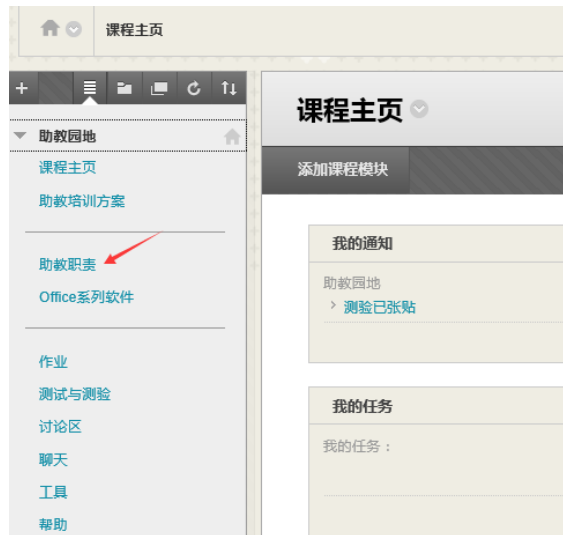 课程主页
课程主页
添加课程模块
助教园地
课程主页
助教培训方案
助教职责
Office系列软件
作业
测试与测验
讨论区
聊天
工具
帮助
我的通知
助教园地
测验已张贴
我的任务
我的任务：